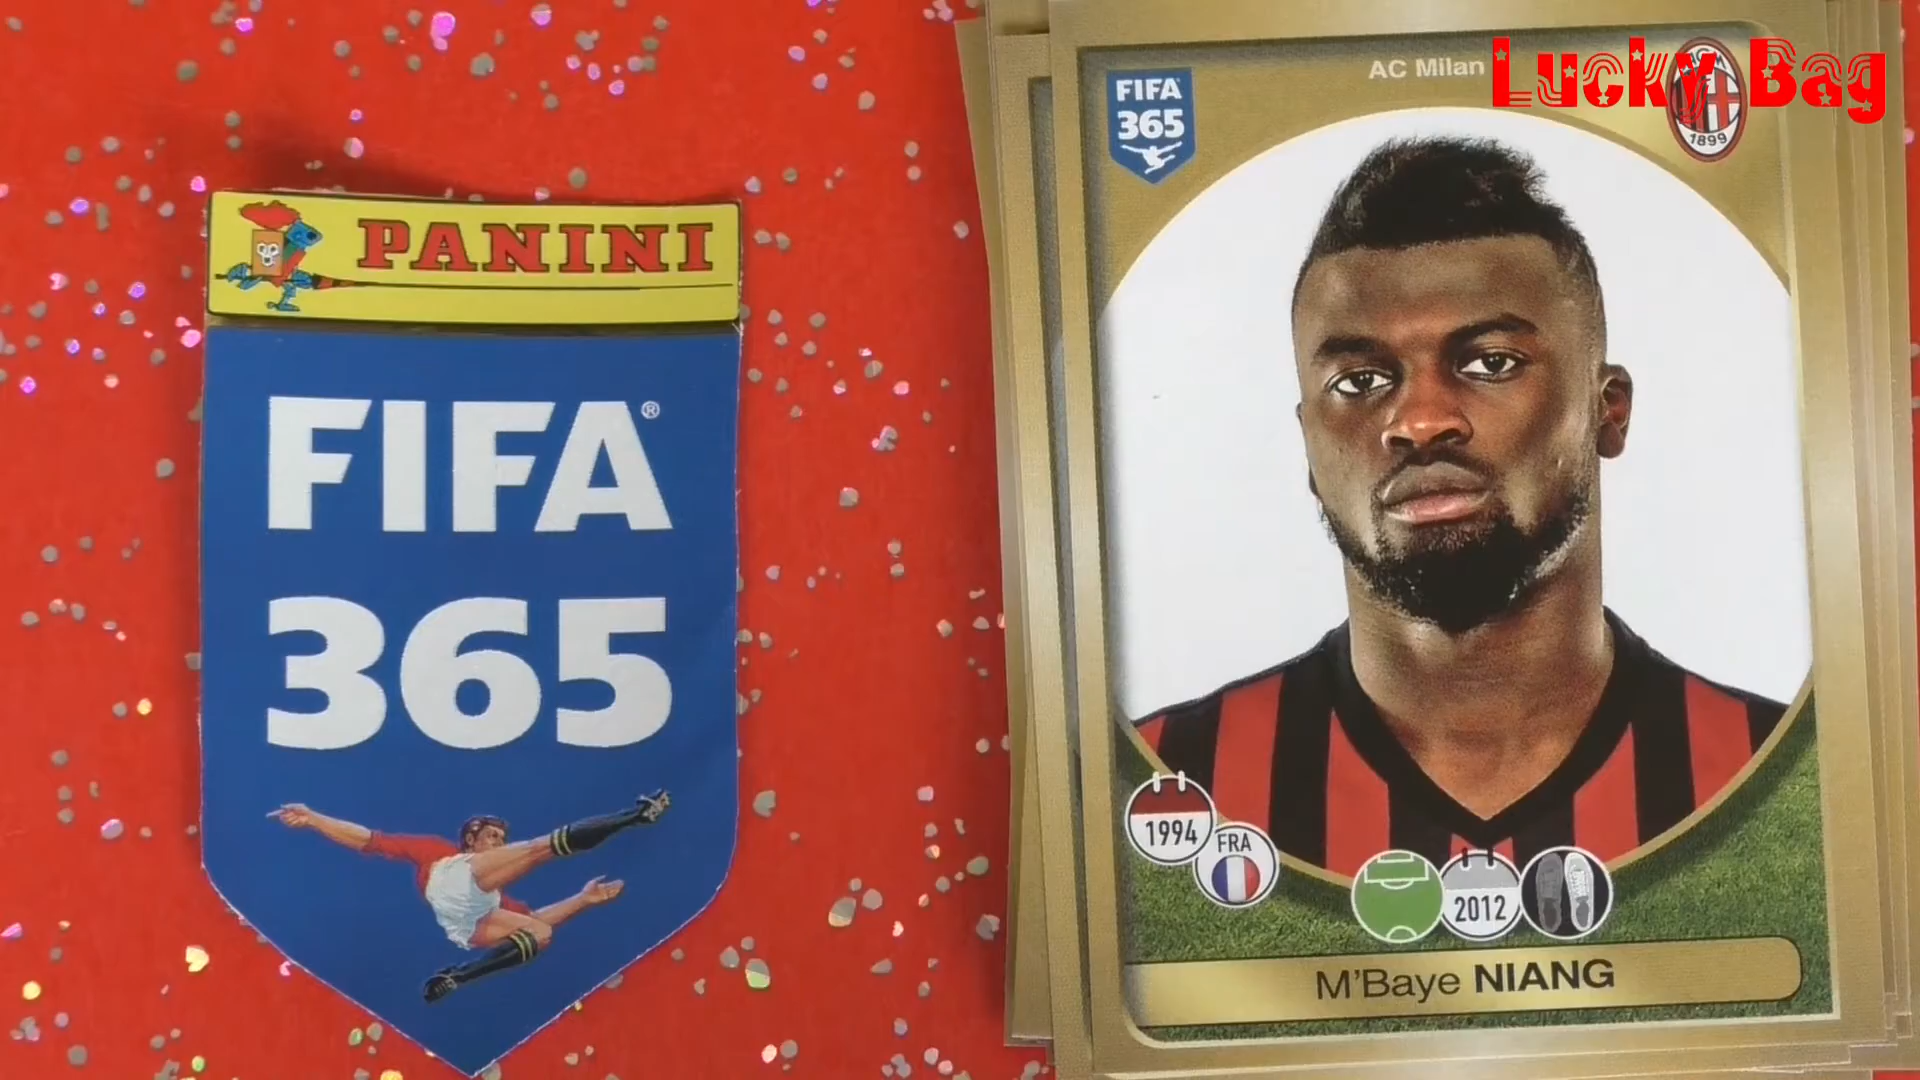 PANINI
FIFA®
365
AC Milan
Lucky Bag
FIFA
365
1899
1994
FRA
2012
M'Baye NIANG